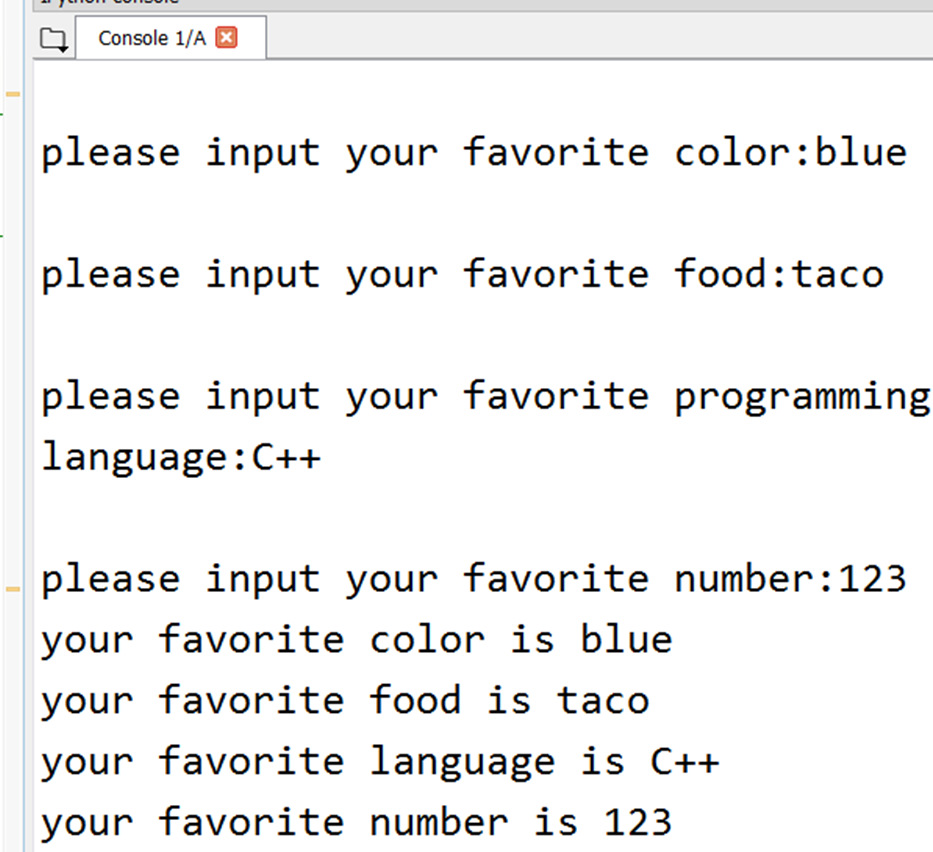 Console 1/A
please input your favorite color:blue
please input your favorite food:taco
please input your favorite programming
language:C++
please input your favorite number:123
your favorite color is blue
your favorite food is taco
your favorite language is C++
your favorite number is 123